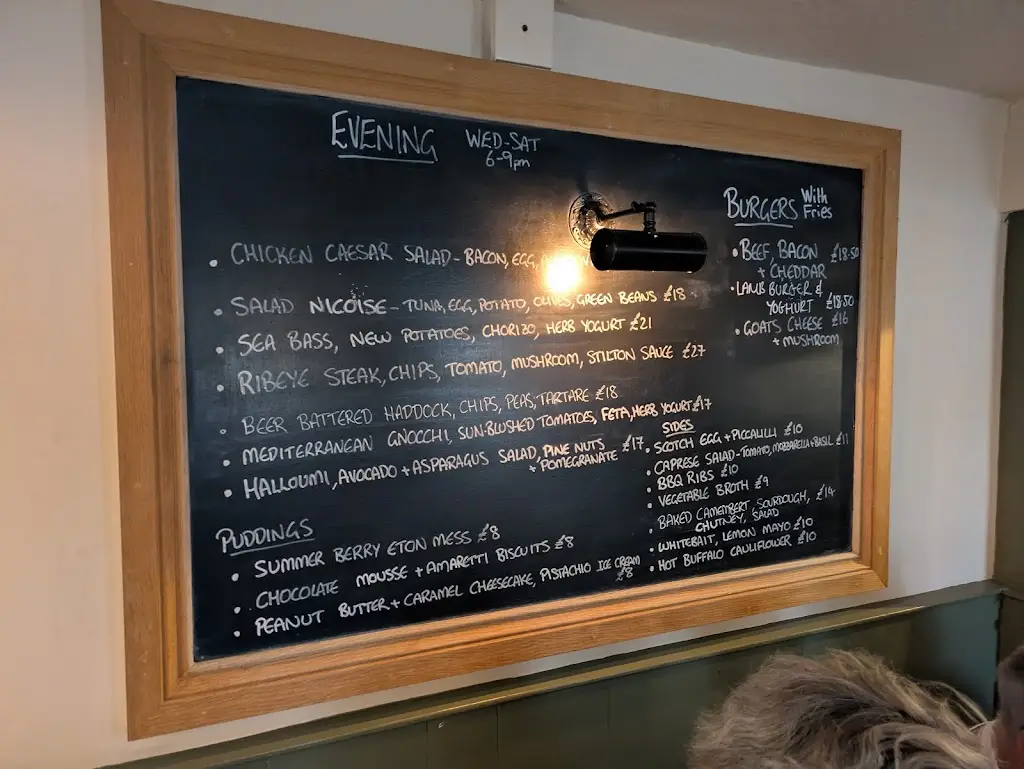 EVENING WED-SAT
6-9pm
• CHICKEN CAESAR SALAD - BACON, EGG,
• SALAD NICOISE - TUNA, EGG, POTATO, OLIVES, GREEN BEANS £18
• SEA BASS, NEW POTATOES, CHORIZO, HERB YOGURT £21
• RIBEYE STEAK, CHIPS, TOMATO, MUSHROOM, STILTON SAUCE £27
• BEER BATTERED HADDOCK, CHIPS, PEAS, TARTARE £18
• MEDITERRANEAN GNOCCHI, SUN-BLUSHED TOMATOES, FETA, HERB YOGURT £17
• HALLOUMI, AVOCADO + ASPARAGUS SALAD, PINE NUTS £17
+ POMEGRANATE
PUDDINGS
• SUMMER BERRY ETON MESS £8
• CHOCOLATE MOUSSE + AMARETTI BISCUITS £8
• PEANUT BUTTER + CARAMEL CHEESECAKE, PISTACHIO ICE CREAM
£8
BURGERS With
Fries
• BEEF, BACON £18.50
+ CHEDDAR
• LAMB BURGER &
YOGHURT £18.50
• GOATS CHEESE £16
+ MUSHROOM
SIDES
• SCOTCH EGG + PICCALILLI £10
• CAPRESE SALAD - TOMATO, MOZZARELLA + BASIL £11
• BBQ RIBS £10
• VEGETABLE BROTH £9
BAKED CAMEMBERT, SOURDOUGH, £14
CHUTNEY, SALAD
• WHITEBAIT, LEMON MAYO £10
• HOT BUFFALO CAULIFLOWER £10